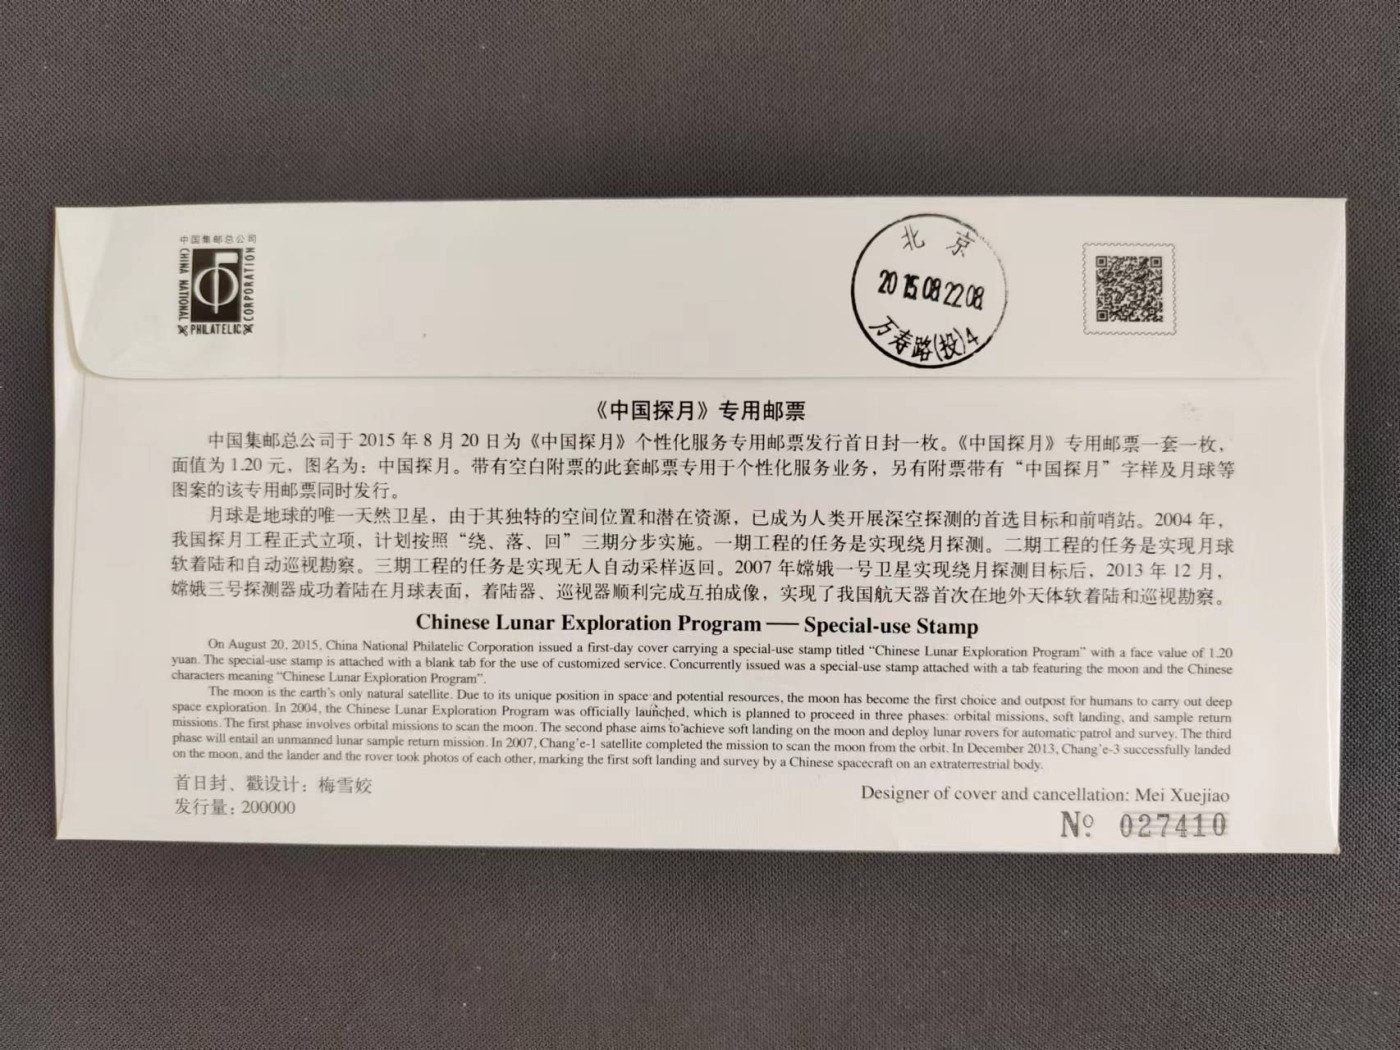 中国集邮总公司
CHINA NATIONAL
PHILATELIC
CORPORATION
北京
2015.08.22.08
万寿路(投)4
《中国探月》专用邮票
中国集邮总公司于 2015 年 8 月 20 日为《中国探月》个性化服务专用邮票发行首日封一枚。《中国探月》专用邮票一套一枚，
面值为 1.20 元，图名为：中国探月。带有空白附票的此套邮票专用于个性化服务业务，另有附票带有“中国探月”字样及月球等
图案的该专用邮票同时发行。
月球是地球的唯一天然卫星，由于其独特的空间位置和潜在资源，已成为人类开展深空探测的首选目标和前哨站。2004 年，
我国探月工程正式立项，计划按照“绕、落、回”三期分步实施。一期工程的任务是实现绕月探测。二期工程的任务是实现月球
软着陆和自动巡视勘察。三期工程的任务是实现无人自动采样返回。2007 年嫦娥一号卫星实现绕月探测目标后，2013 年 12 月，
嫦娥三号探测器成功着陆在月球表面，着陆器、巡视器顺利完成互拍成像，实现了我国航天器首次在地外天体软着陆和巡视勘察。
Chinese Lunar Exploration Program — Special-use Stamp
On August 20, 2015, China National Philatelic Corporation issued a first-day cover carrying a special-use stamp titled “Chinese Lunar Exploration Program” with a face value of 1.20
yuan. The special-use stamp is attached with a blank tab for the use of customized service. Concurrently issued was a special-use stamp attached with a tab featuring the moon and the Chinese
characters meaning “Chinese Lunar Exploration Program”.
The moon is the earth's only natural satellite. Due to its unique position in space and potential resources, the moon has become the first choice and outpost for humans to carry out deep
space exploration. In 2004, the Chinese Lunar Exploration Program was officially launched, which is planned to proceed in three phases: orbital missions, soft landing, and sample return
missions. The first phase involves orbital missions to scan the moon. The second phase aims to achieve soft landing on the moon and deploy lunar rovers for automatic patrol and survey. The third
phase will entail an unmanned lunar sample return mission. In 2007, Chang'e-1 satellite completed the mission to scan the moon from the orbit. In December 2013, Chang'e-3 successfully landed
on the moon, and the lander and the rover took photos of each other, marking the first soft landing and survey by a Chinese spacecraft on an extraterrestrial body.
首日封、戳设计：梅雪姣
发行量：200000
Designer of cover and cancellation: Mei Xuejiao
Nº 027410